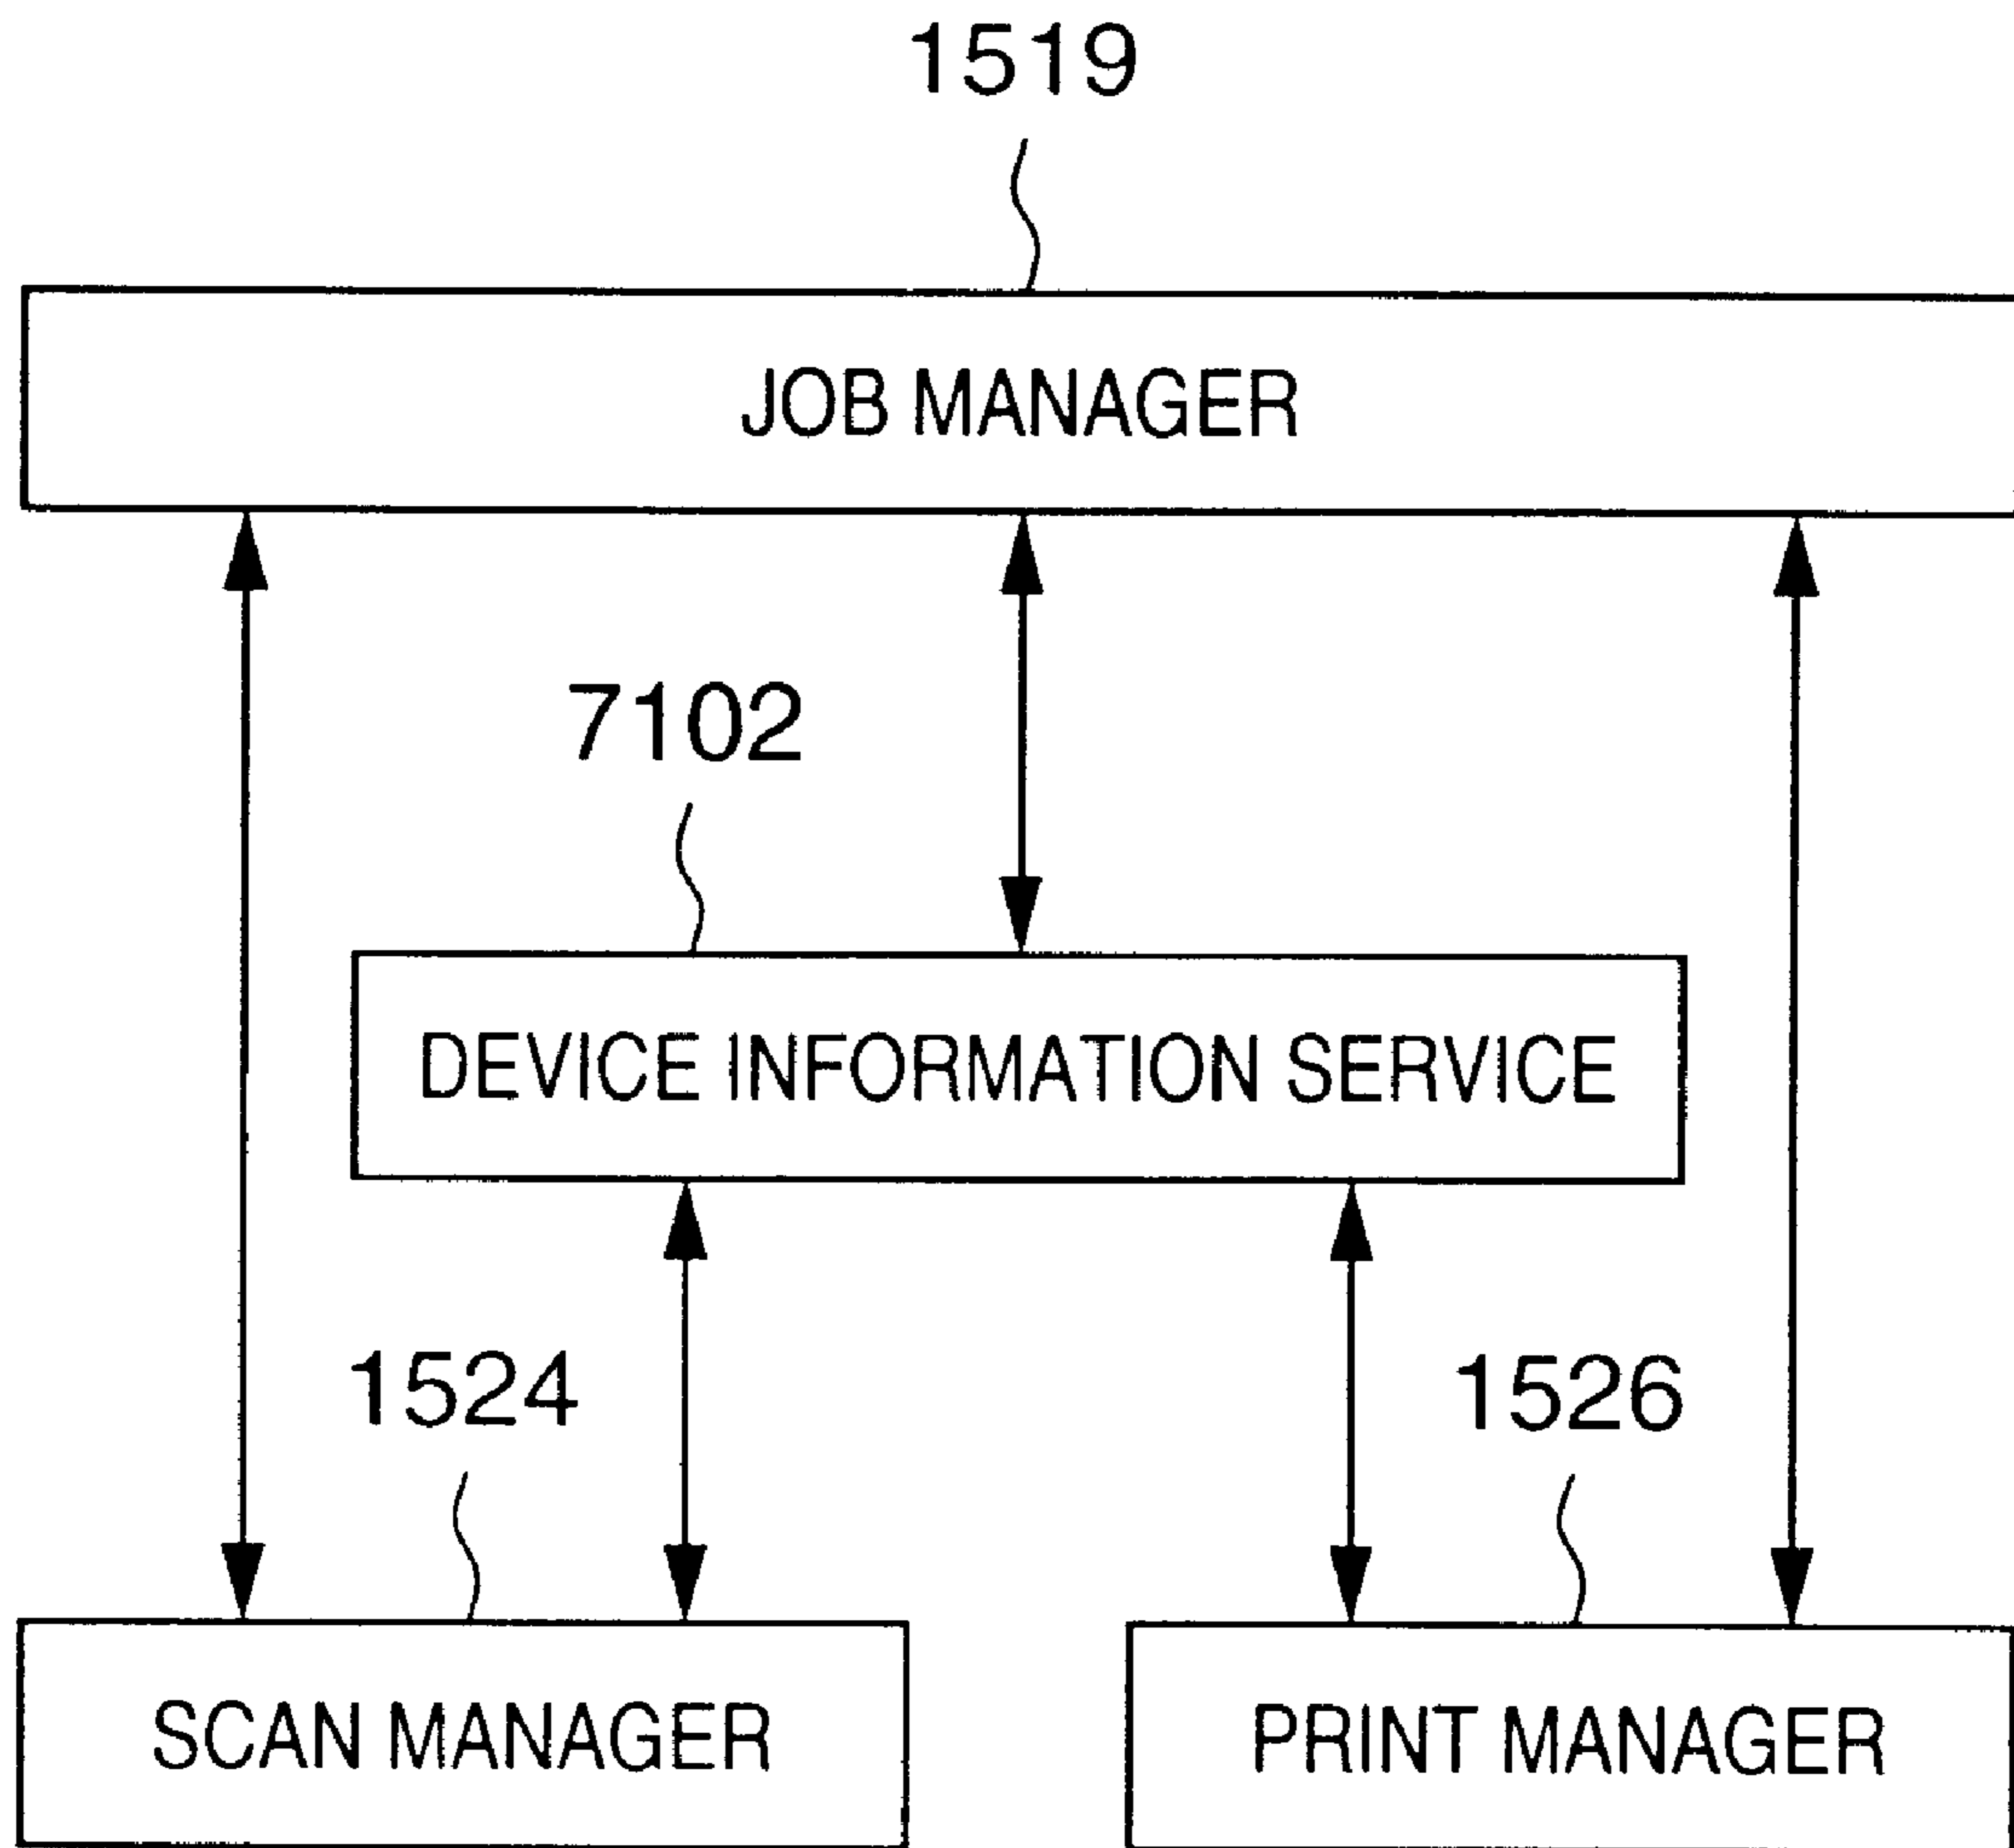 1519
JOB MANAGER
7102
DEVICE INFORMATION SERVICE
1524
1526
SCAN MANAGER
PRINT MANAGER